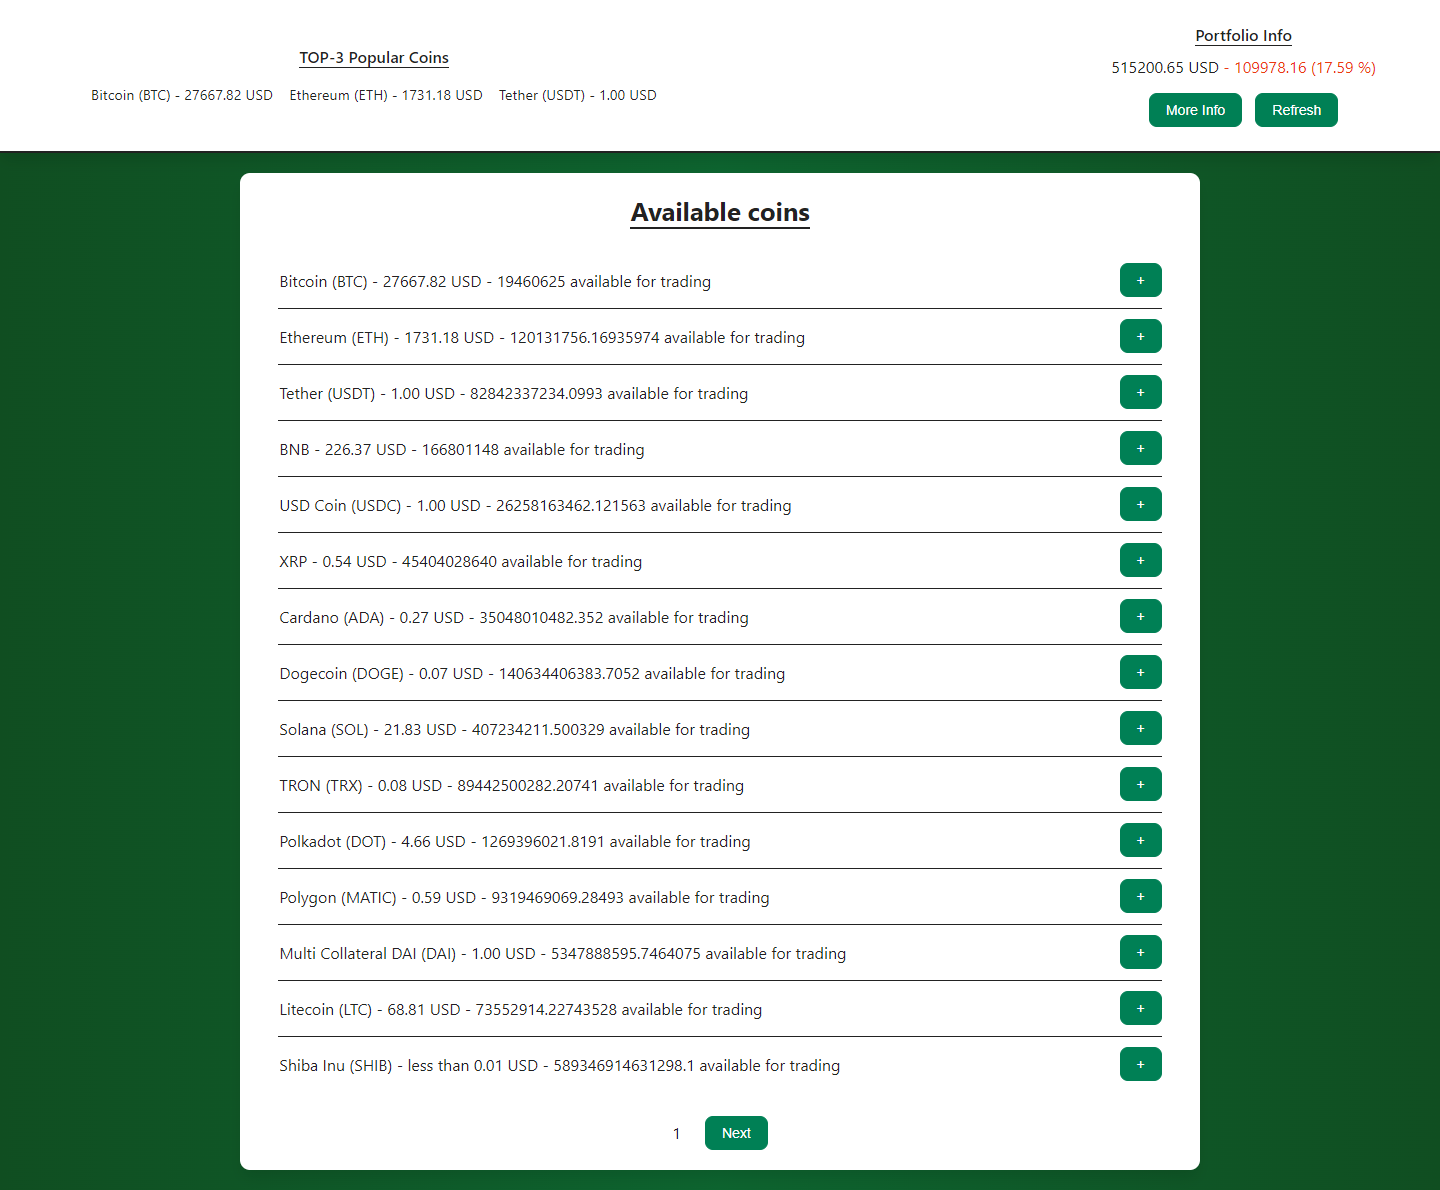 TOP-3 Popular Coins
Bitcoin (BTC) - 27667.82 USD Ethereum (ETH) - 1731.18 USD Tether (USDT) - 1.00 USD
Portfolio Info
515200.65 USD - 109978.16 (17.59 %)
More Info Refresh
Available coins
Bitcoin (BTC) - 27667.82 USD - 19460625 available for trading +
Ethereum (ETH) - 1731.18 USD - 120131756.16935974 available for trading +
Tether (USDT) - 1.00 USD - 82842337234.0993 available for trading +
BNB - 226.37 USD - 166801148 available for trading +
USD Coin (USDC) - 1.00 USD - 26258163462.121563 available for trading +
XRP - 0.54 USD - 45404028640 available for trading +
Cardano (ADA) - 0.27 USD - 35048010482.352 available for trading +
Dogecoin (DOGE) - 0.07 USD - 140634406383.7052 available for trading +
Solana (SOL) - 21.83 USD - 407234211.500329 available for trading +
TRON (TRX) - 0.08 USD - 89442500282.20741 available for trading +
Polkadot (DOT) - 4.66 USD - 1269396021.8191 available for trading +
Polygon (MATIC) - 0.59 USD - 9319469069.28493 available for trading +
Multi Collateral DAI (DAI) - 1.00 USD - 5347888595.7464075 available for trading +
Litecoin (LTC) - 68.81 USD - 73552914.22743528 available for trading +
Shiba Inu (SHIB) - less than 0.01 USD - 589346914631298.1 available for trading +
1 Next